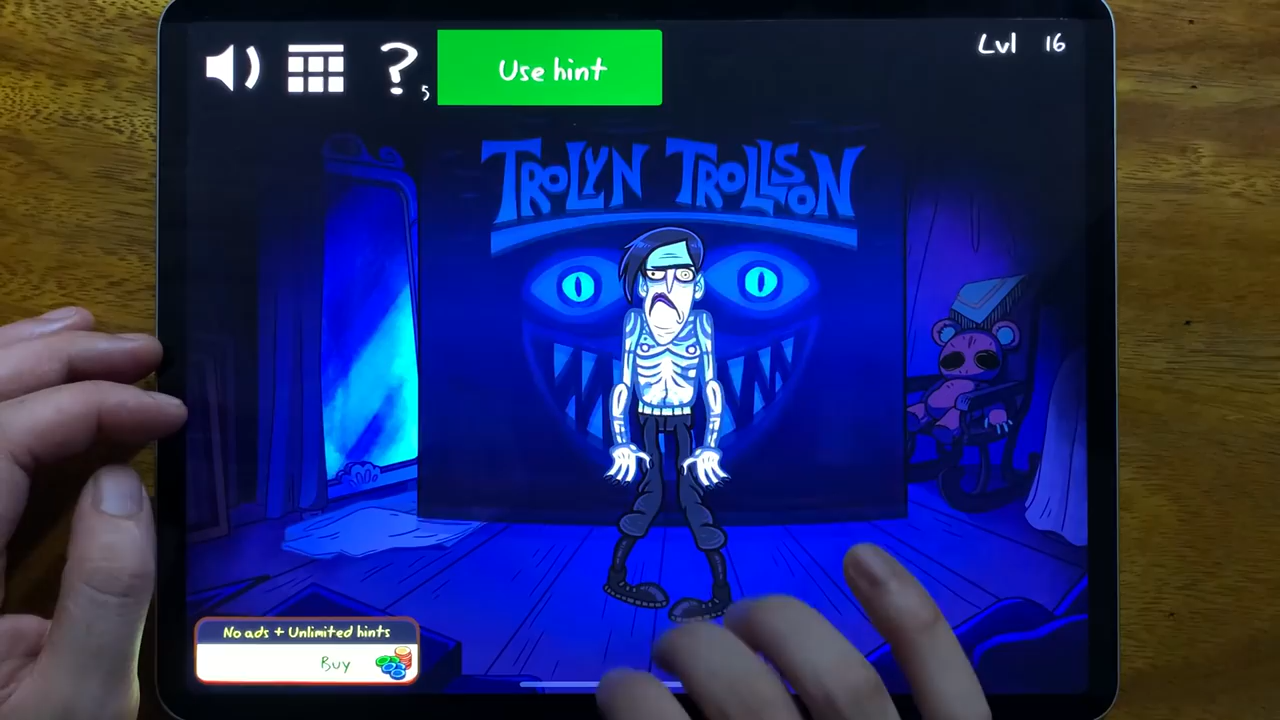 Use hint
Lvl 16
?
5
TROLYN TROLLSON
No ads + Unlimited hints
Buy